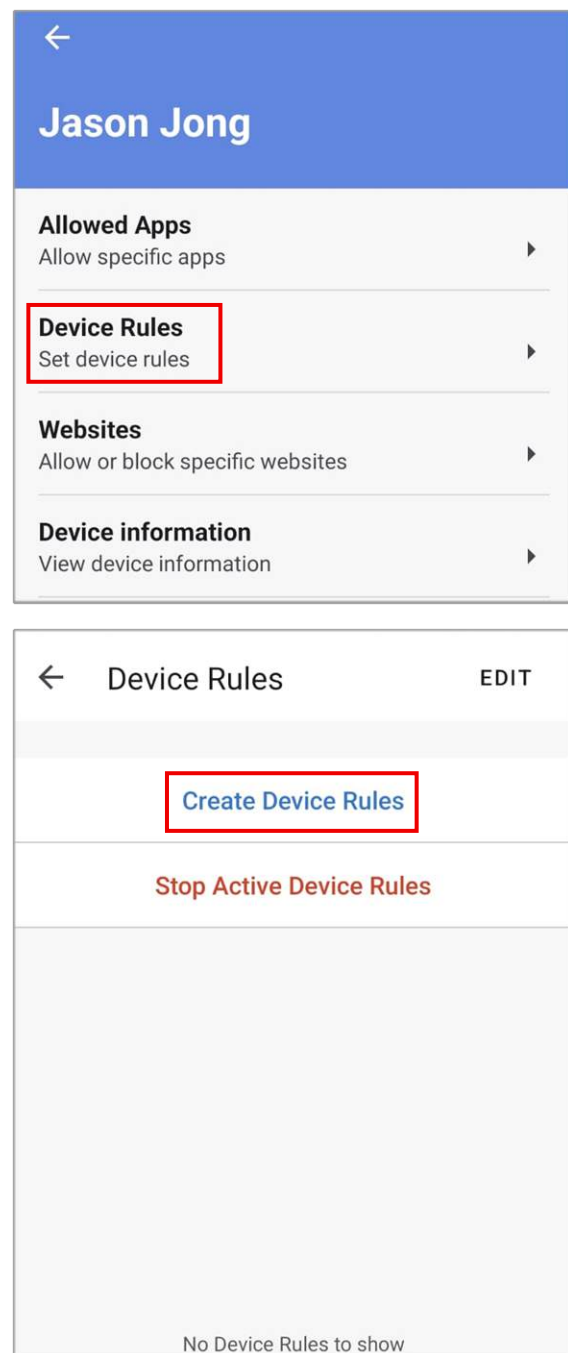 Jason Jong
Allowed Apps
Allow specific apps
Device Rules
Set device rules
Websites
Allow or block specific websites
Device information
View device information
Device Rules EDIT
Create Device Rules
Stop Active Device Rules
No Device Rules to show